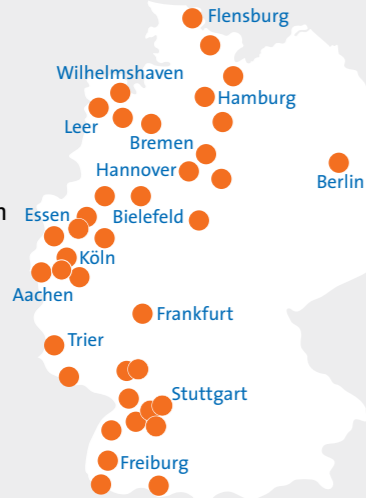 Flensburg
Wilhelmshaven
Hamburg
Leer
Bremen
Hannover
Berlin
Essen
Bielefeld
Köln
Aachen
Frankfurt
Trier
Stuttgart
Freiburg